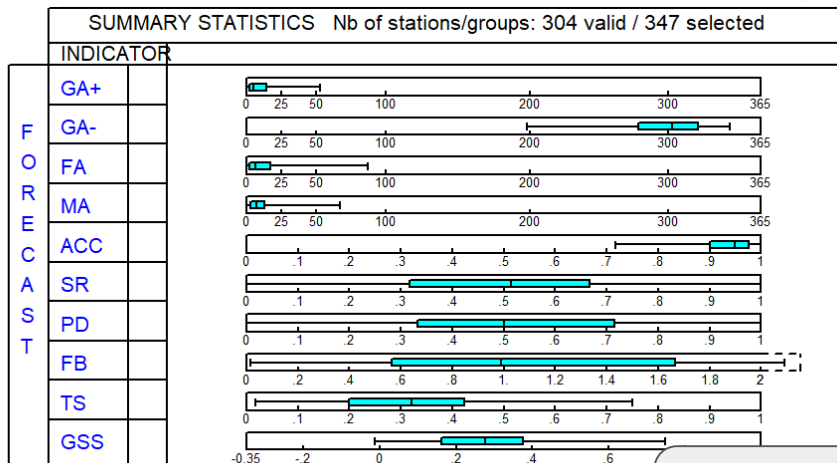 SUMMARY STATISTICS Nb of stations/groups: 304 valid / 347 selected
INDICATOR
FORECAST
GA+
0 25 50 100 200 300 365
GA-
0 25 50 100 200 300 365
FA
0 25 50 100 200 300 365
MA
0 25 50 100 200 300 365
ACC
0 .1 .2 .3 .4 .5 .6 .7 .8 .9 1
SR
0 .1 .2 .3 .4 .5 .6 .7 .8 .9 1
PD
0 .1 .2 .3 .4 .5 .6 .7 .8 .9 1
FB
0 .2 .4 .6 .8 1. 1.2 1.4 1.6 1.8 2
TS
0 .1 .2 .3 .4 .5 .6 .7 .8 .9 1
GSS
-0.35 -.2 0 .2 .4 .6